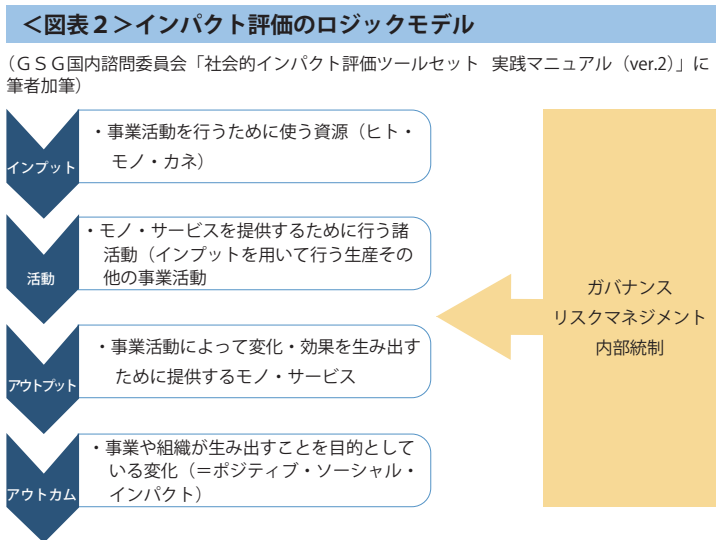 ＜図表２＞インパクト評価のロジックモデル
（ＧＳＧ国内諮問委員会「社会的インパクト評価ツールセット 実践マニュアル（ver.2）」に
筆者加筆）
インプット
・事業活動を行うために使う資源（ヒト・
モノ・カネ）
活動
・モノ・サービスを提供するために行う諸
活動（インプットを用いて行う生産その
他の事業活動
アウトプット
・事業活動によって変化・効果を生み出す
ために提供するモノ・サービス
アウトカム
・事業や組織が生み出すことを目的として
いる変化（＝ポジティブ・ソーシャル・
インパクト）
ガバナンス
リスクマネジメント
内部統制